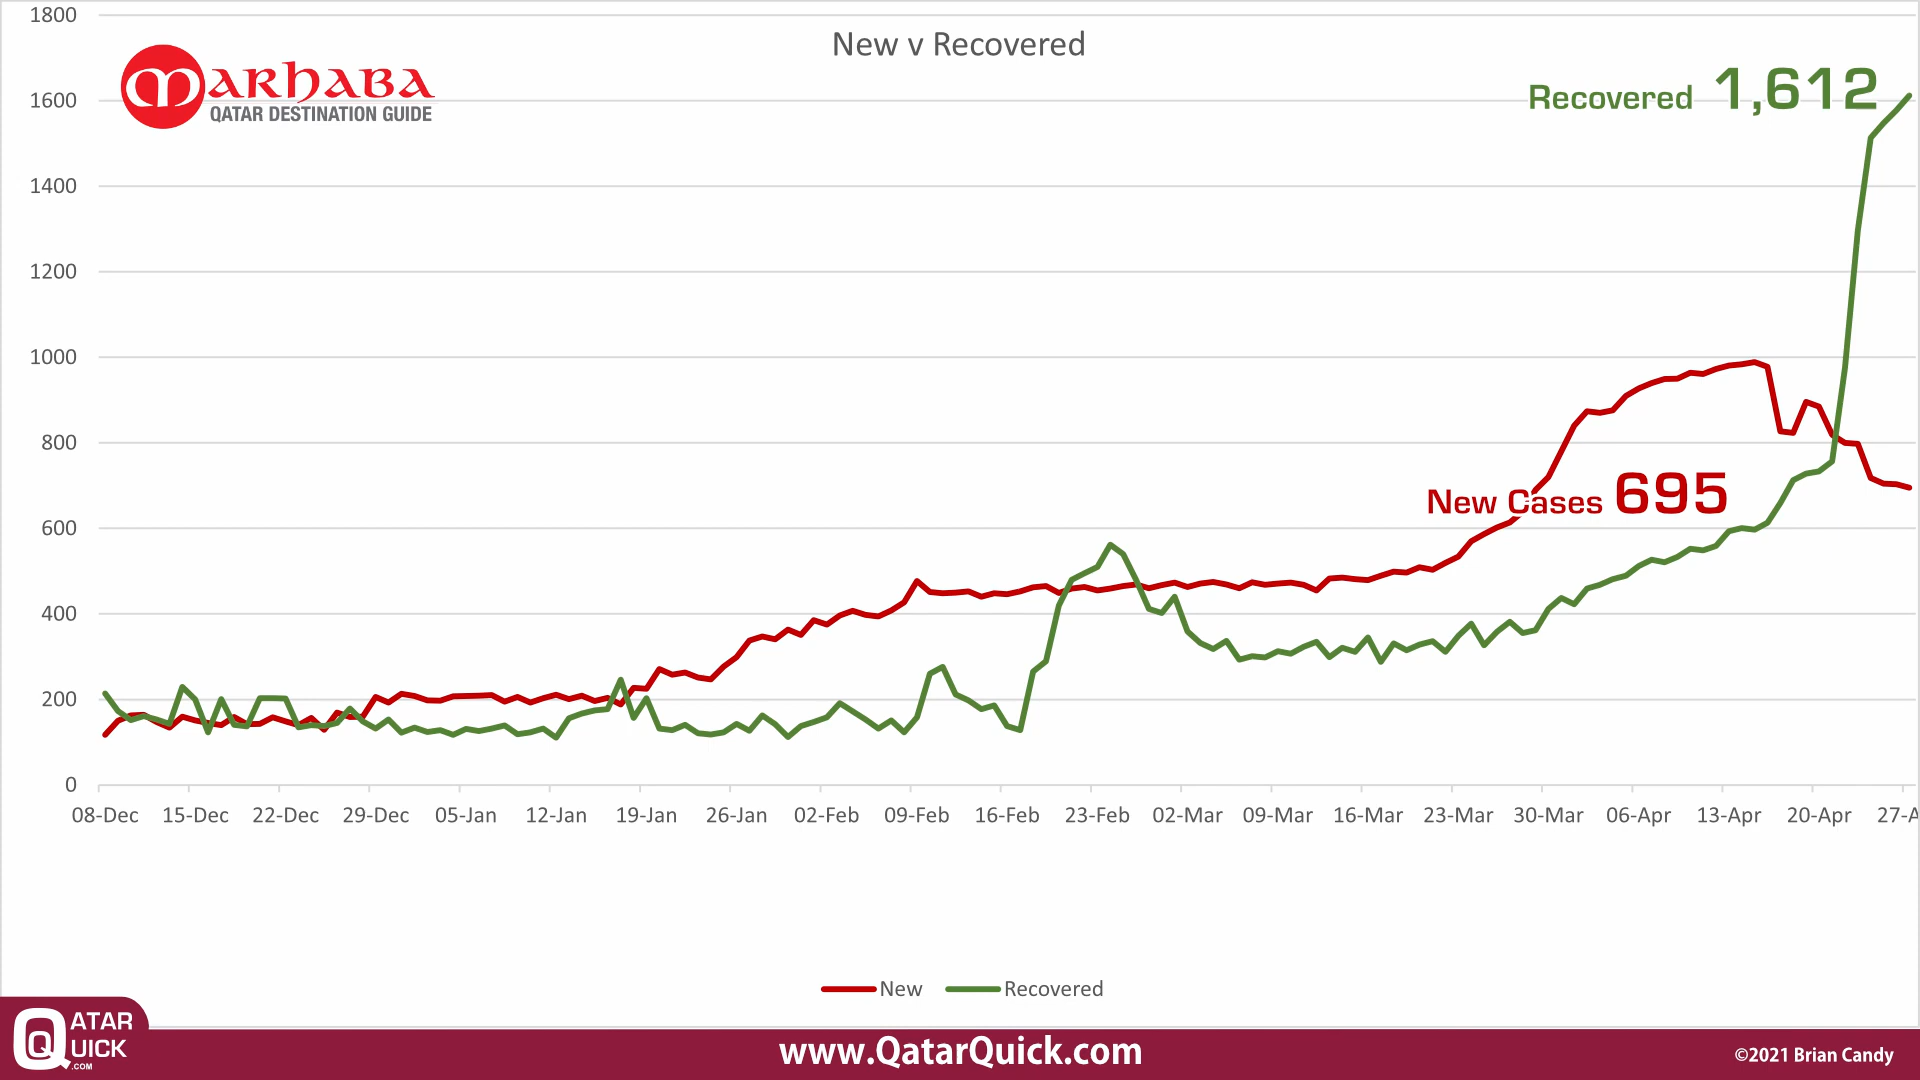 New v Recovered
MARHABA
QATAR DESTINATION GUIDE
Recovered 1,612
New Cases 695
1800
1600
1400
1200
1000
800
600
400
200
0
08-Dec 15-Dec 22-Dec 29-Dec 05-Jan 12-Jan 19-Jan 26-Jan 02-Feb 09-Feb 16-Feb 23-Feb 02-Mar 09-Mar 16-Mar 23-Mar 30-Mar 06-Apr 13-Apr 20-Apr 27-A
New Recovered
QATAR
QUICK
.COM
www.QatarQuick.com
©2021 Brian Candy